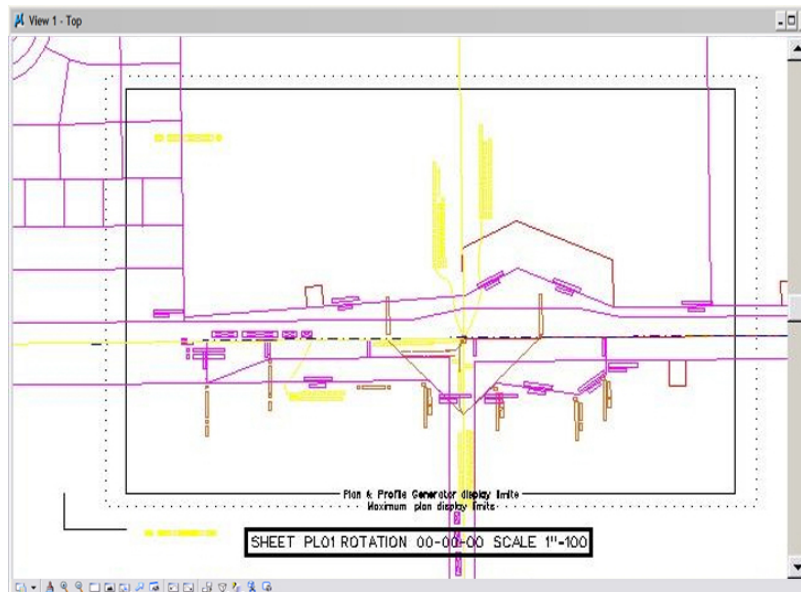 View 1 - Top
Plan & Profile Generator display limits
Maximum plan display limits
SHEET PL01 ROTATION 00-00-00 SCALE 1"-100